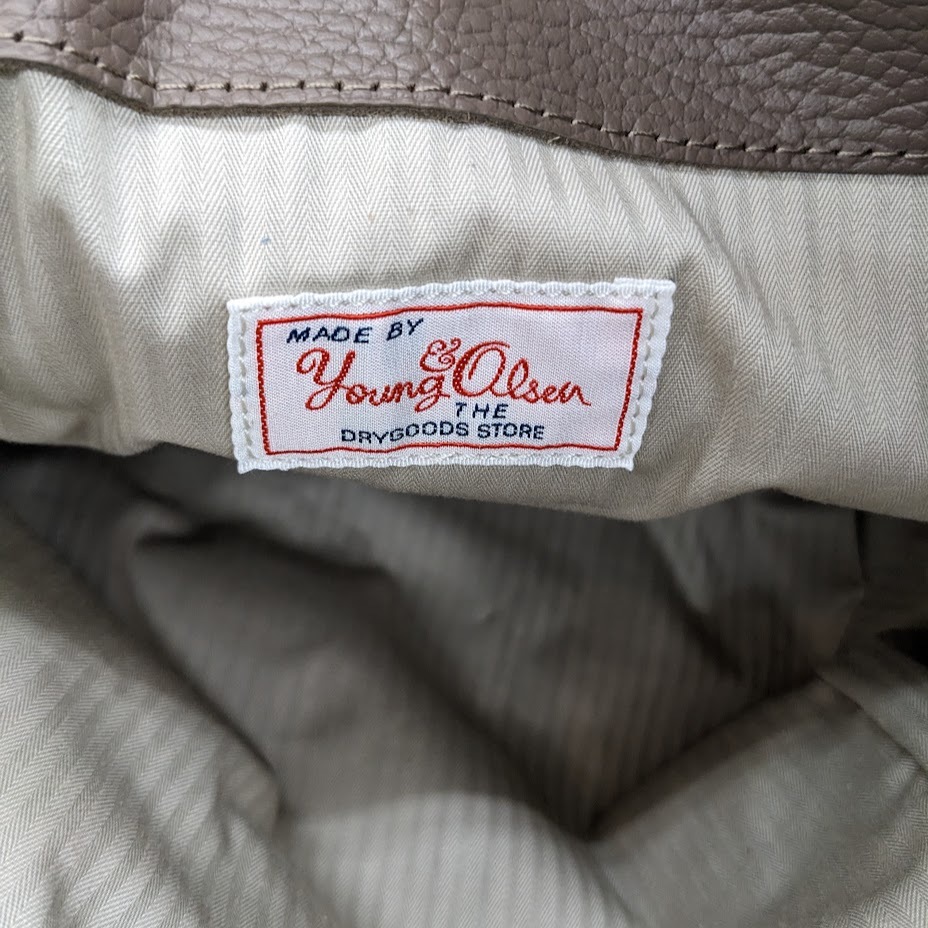 MADE BY
Young & Olsen
THE
DRYGOODS STORE